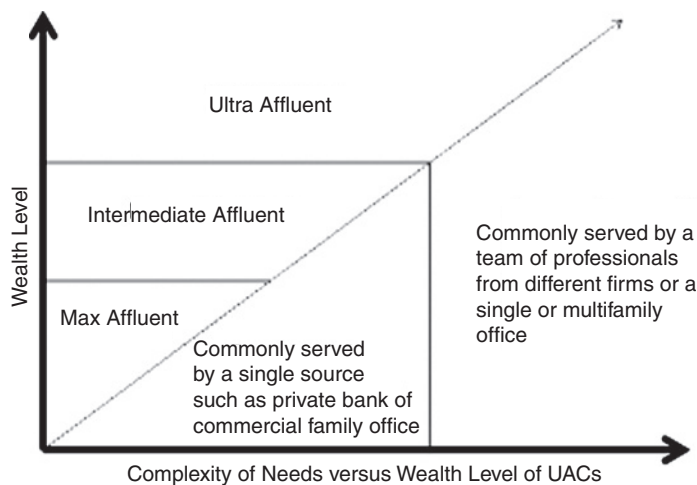 Ultra Affluent
Wealth Level
Intermediate Affluent
Max Affluent
Commonly served by a
team of professionals
from different firms or a
single or multifamily
office
Commonly served
by a single source
such as private bank of
commercial family office
Complexity of Needs versus Wealth Level of UACs